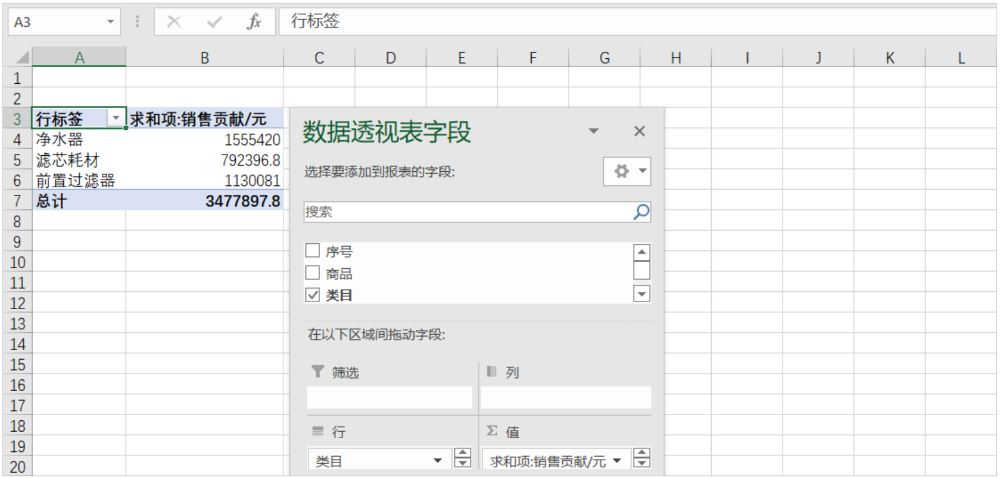 A3 fx 行标签
A B C D E F G H I J K L
1
2
3 行标签 求和项:销售贡献/元
4 净水器 1555420
5 滤芯耗材 792396.8
6 前置过滤器 1130081
7 总计 3477897.8
8
9
10
11
12
13
14
15
16
17
18
19
20
数据透视表字段
选择要添加到报表的字段:
搜索
序号
商品
类目
在以下区域间拖动字段:
筛选 列
行 Σ 值
类目 求和项:销售贡献/元